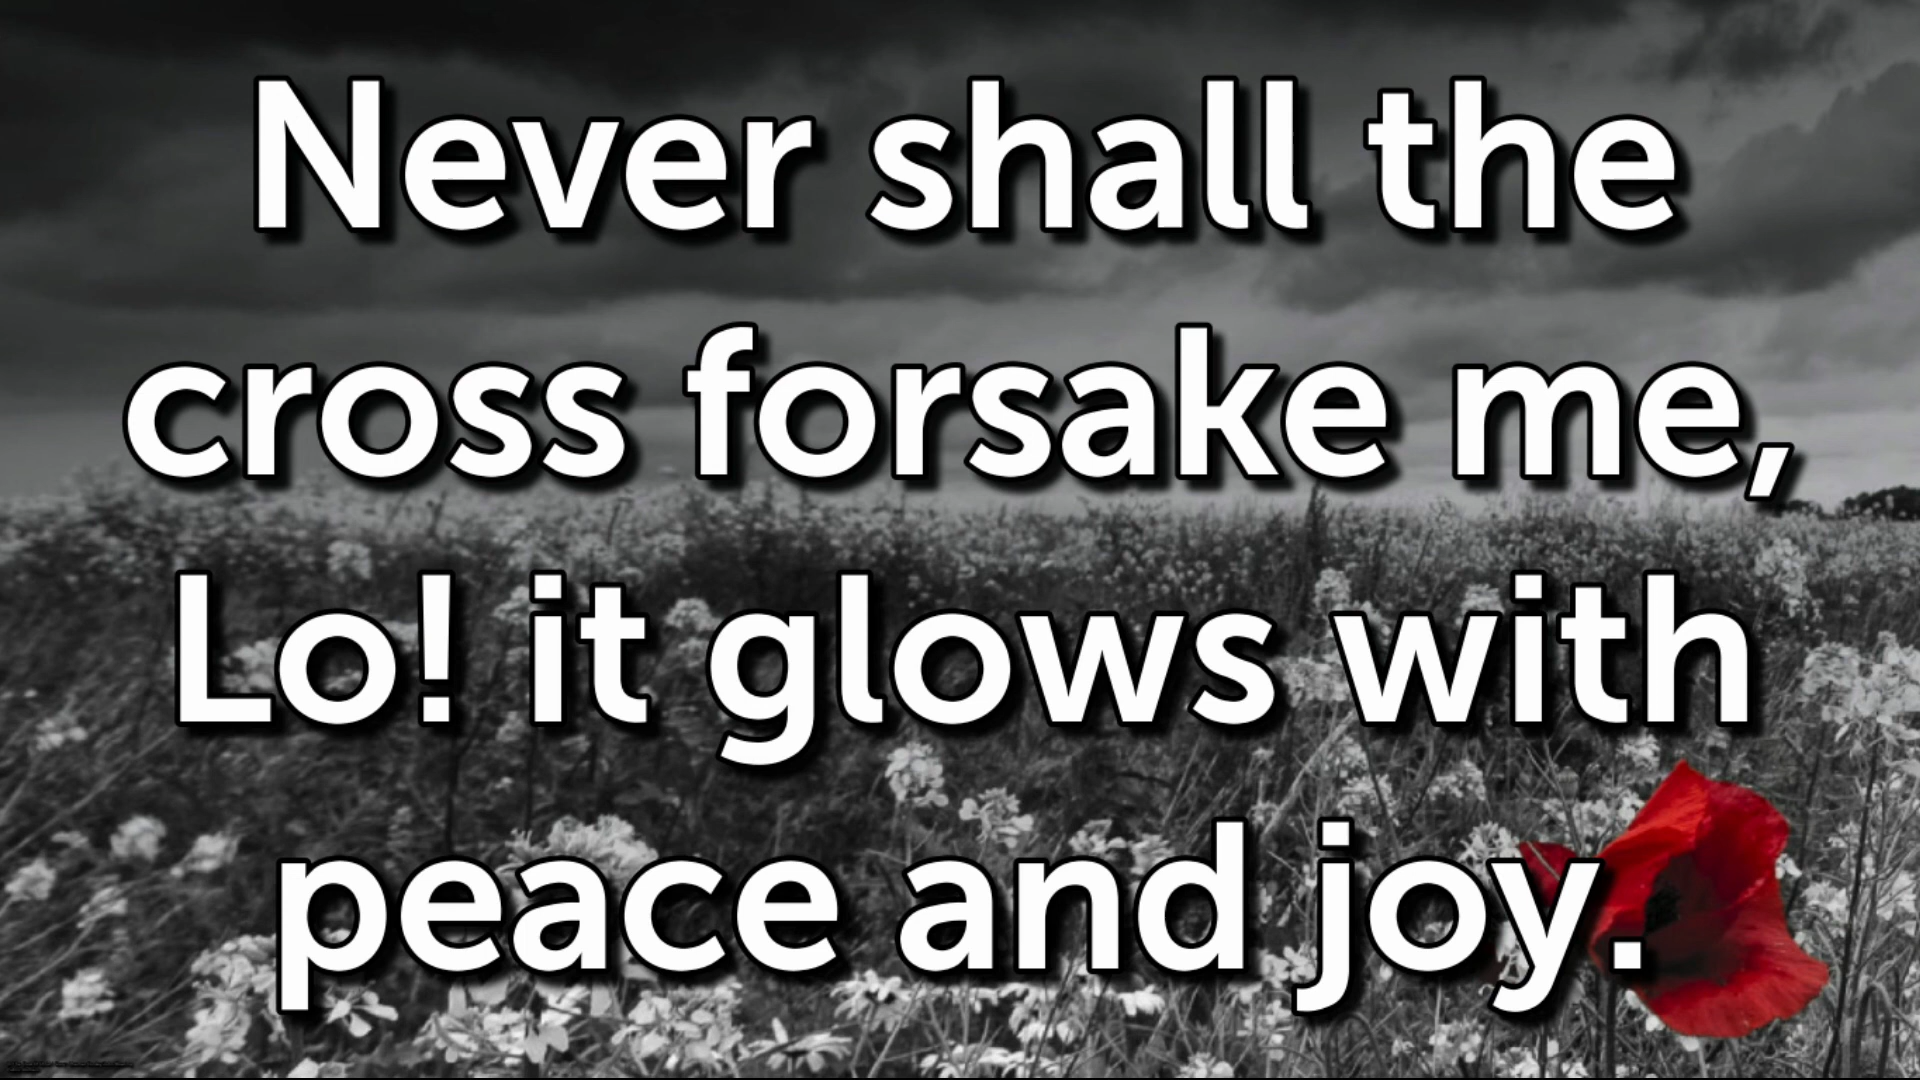 Never shall the
cross forsake me,
Lo! it glows with
peace and joy.